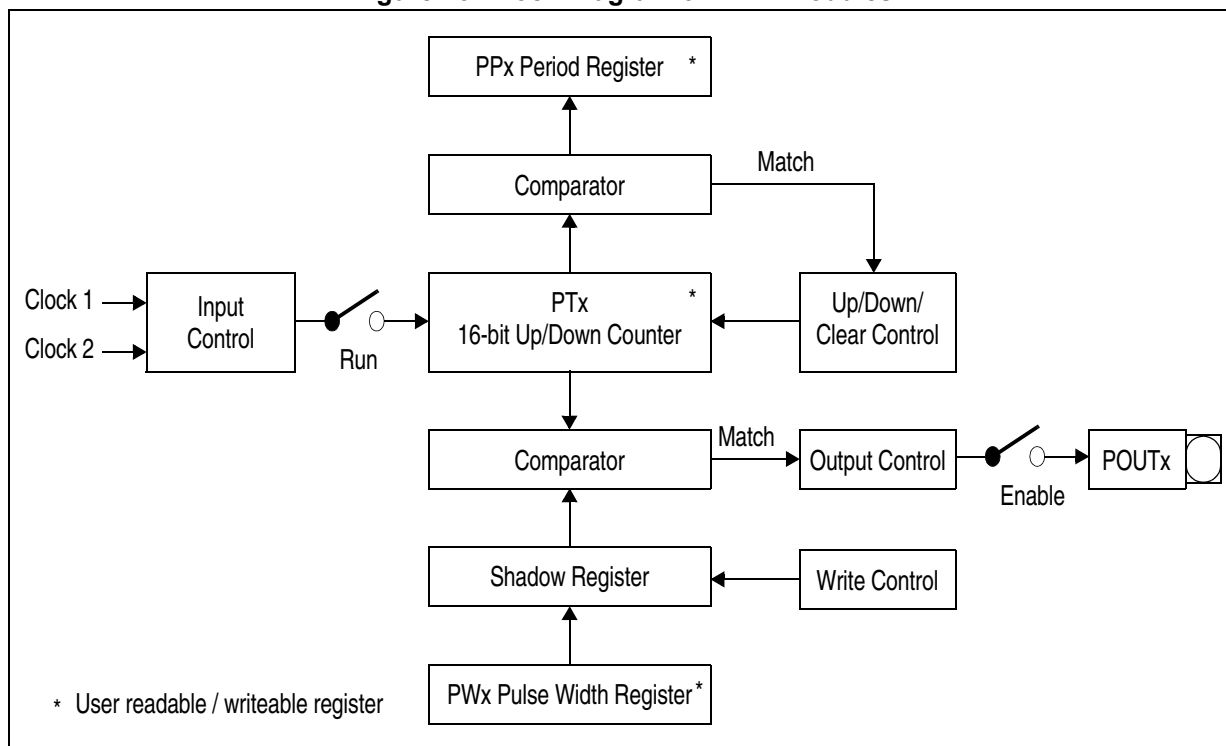 PPx Period Register *
Comparator
Match
Clock 1
Clock 2
Input
Control
Run
PTx *
16-bit Up/Down Counter
Up/Down/
Clear Control
Comparator
Match
Output Control
Enable
POUTx
Shadow Register
Write Control
PWx Pulse Width Register*
* User readable / writeable register